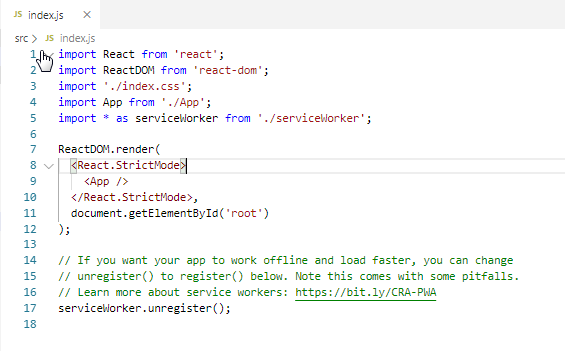 JS index.js ×
src > JS index.js
1 import React from 'react';
2 import ReactDOM from 'react-dom';
3 import './index.css';
4 import App from './App';
5 import * as serviceWorker from './serviceWorker';
6
7 ReactDOM.render(
8   <React.StrictMode>
9     <App />
10   </React.StrictMode>,
11   document.getElementById('root')
12 );
13
14 // If you want your app to work offline and load faster, you can change
15 // unregister() to register() below. Note this comes with some pitfalls.
16 // Learn more about service workers: https://bit.ly/CRA-PWA
17 serviceWorker.unregister();
18